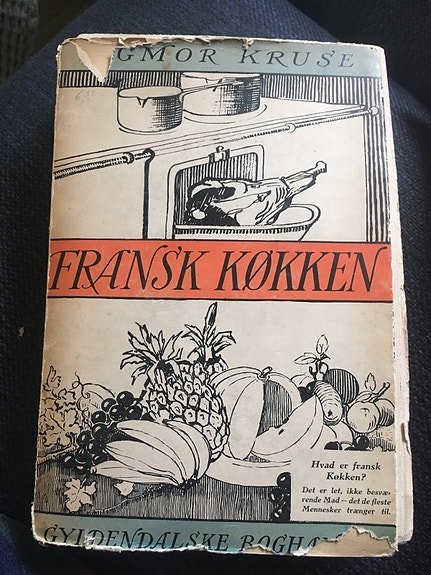 GMOR KRUSE
FRANSK KØKKEN
Hvad er fransk
Køkken?
Det er let, ikke besvæ-
rende Mad — det de fleste
Mennesker trænger til.
GYLDENDALSKE BOGHA